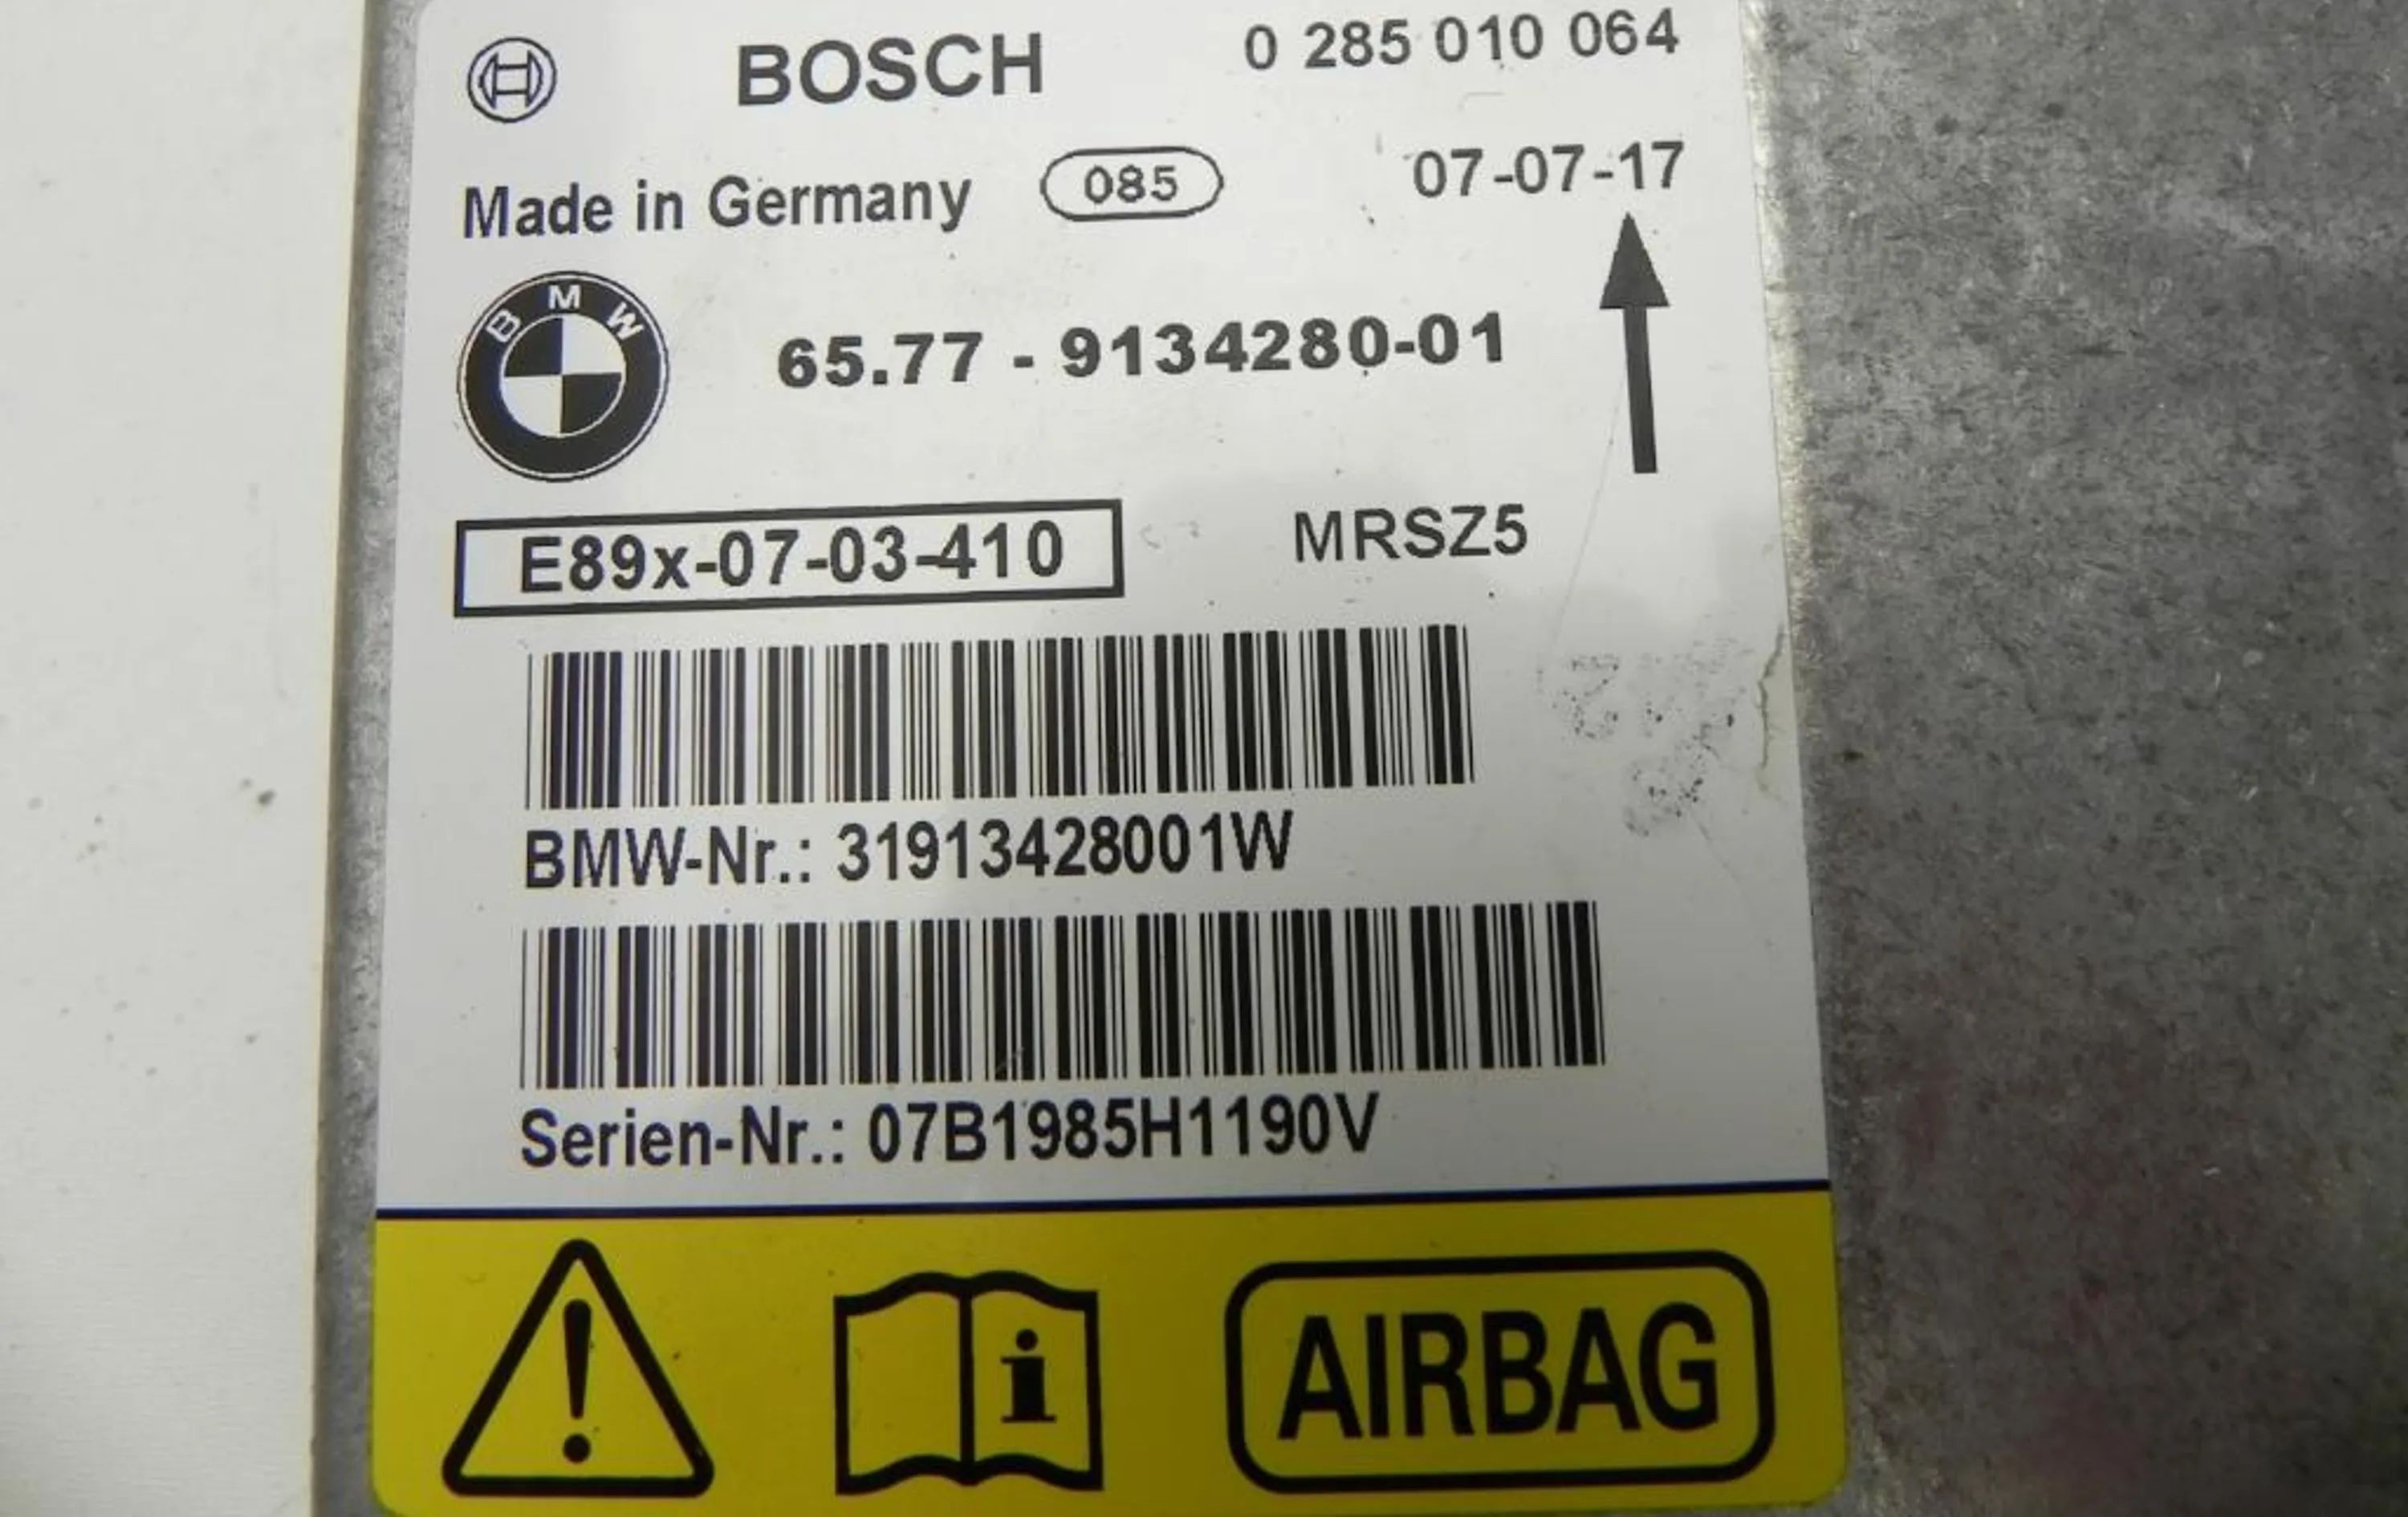 BOSCH 0 285 010 064
Made in Germany 085 07-07-17
BMW
65.77 - 9134280-01
E89x-07-03-410 MRSZ5
BMW-Nr.: 31913428001W
Serien-Nr.: 07B1985H1190V
AIRBAG